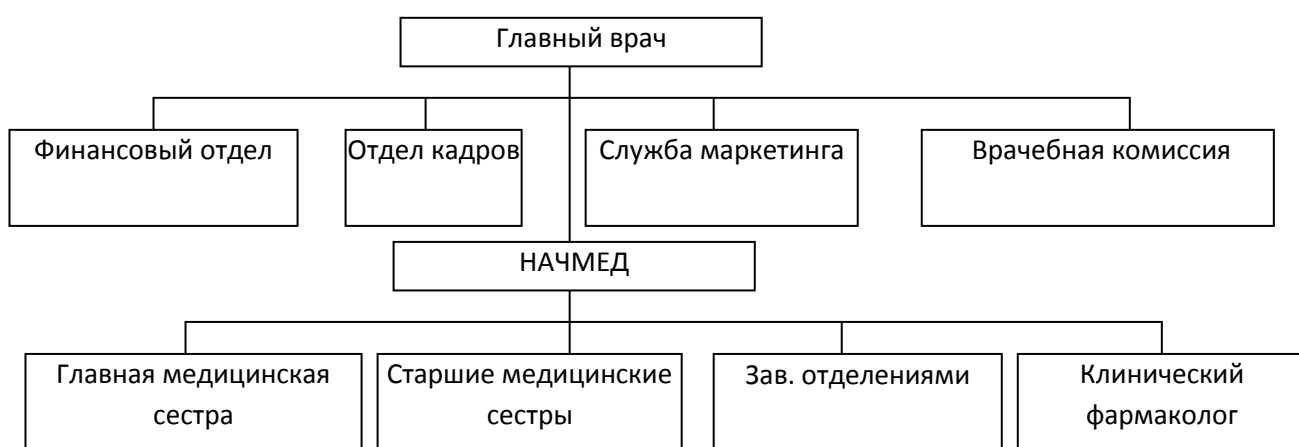 Главный врач
Финансовый отдел
Отдел кадров
Служба маркетинга
Врачебная комиссия
НАЧМЕД
Главная медицинская
сестра
Старшие медицинские
сестры
Зав. отделениями
Клинический
фармаколог